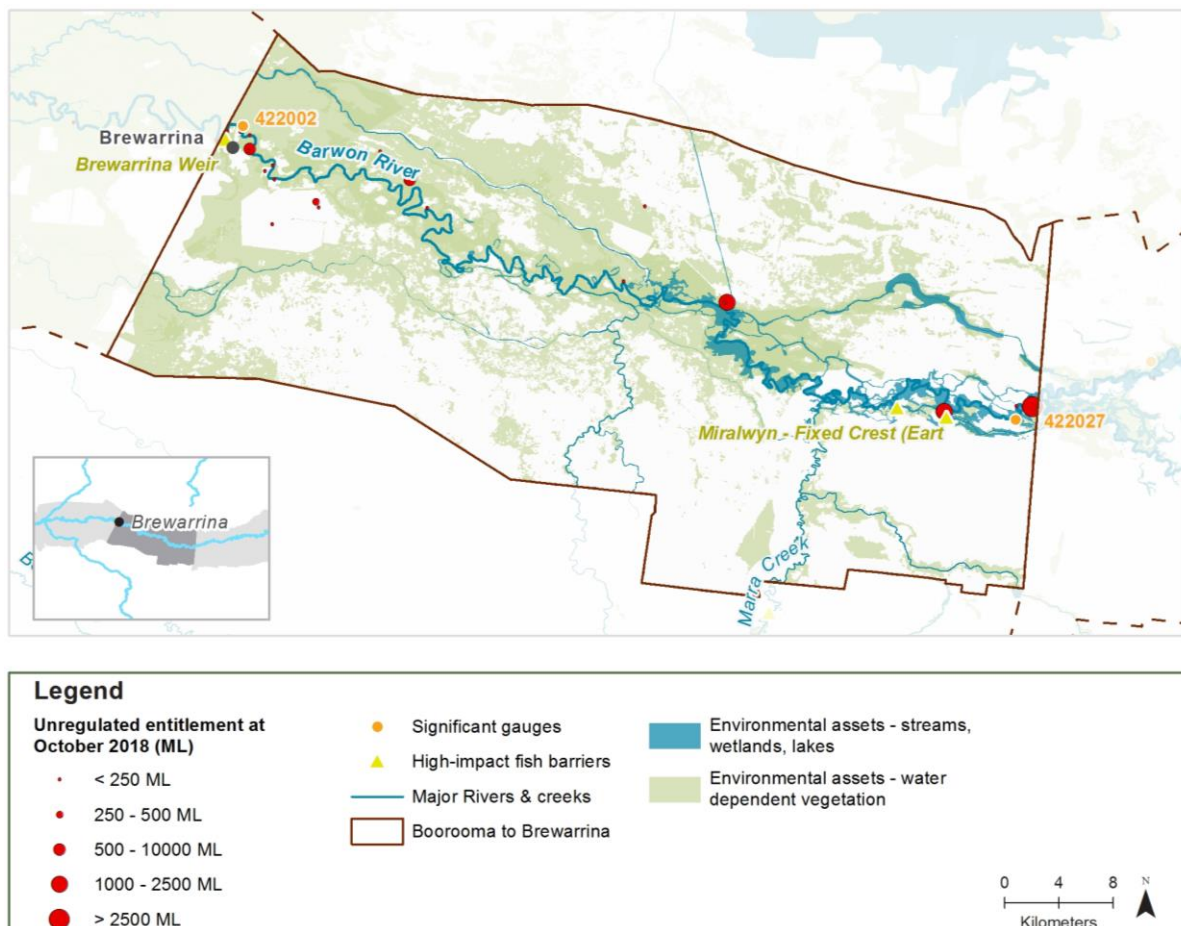 422002
Brewarrina
Brewarrina Weir
Barwon River
Miralwyn - Fixed Crest (Eart
422027
Marra Creek
Brewarrina
Legend
Unregulated entitlement at
October 2018 (ML)
< 250 ML
250 - 500 ML
500 - 10000 ML
1000 - 2500 ML
> 2500 ML
Significant gauges
High-impact fish barriers
Major Rivers & creeks
Boorooma to Brewarrina
Environmental assets - streams,
wetlands, lakes
Environmental assets - water
dependent vegetation
0 4 8
N
Kilometers